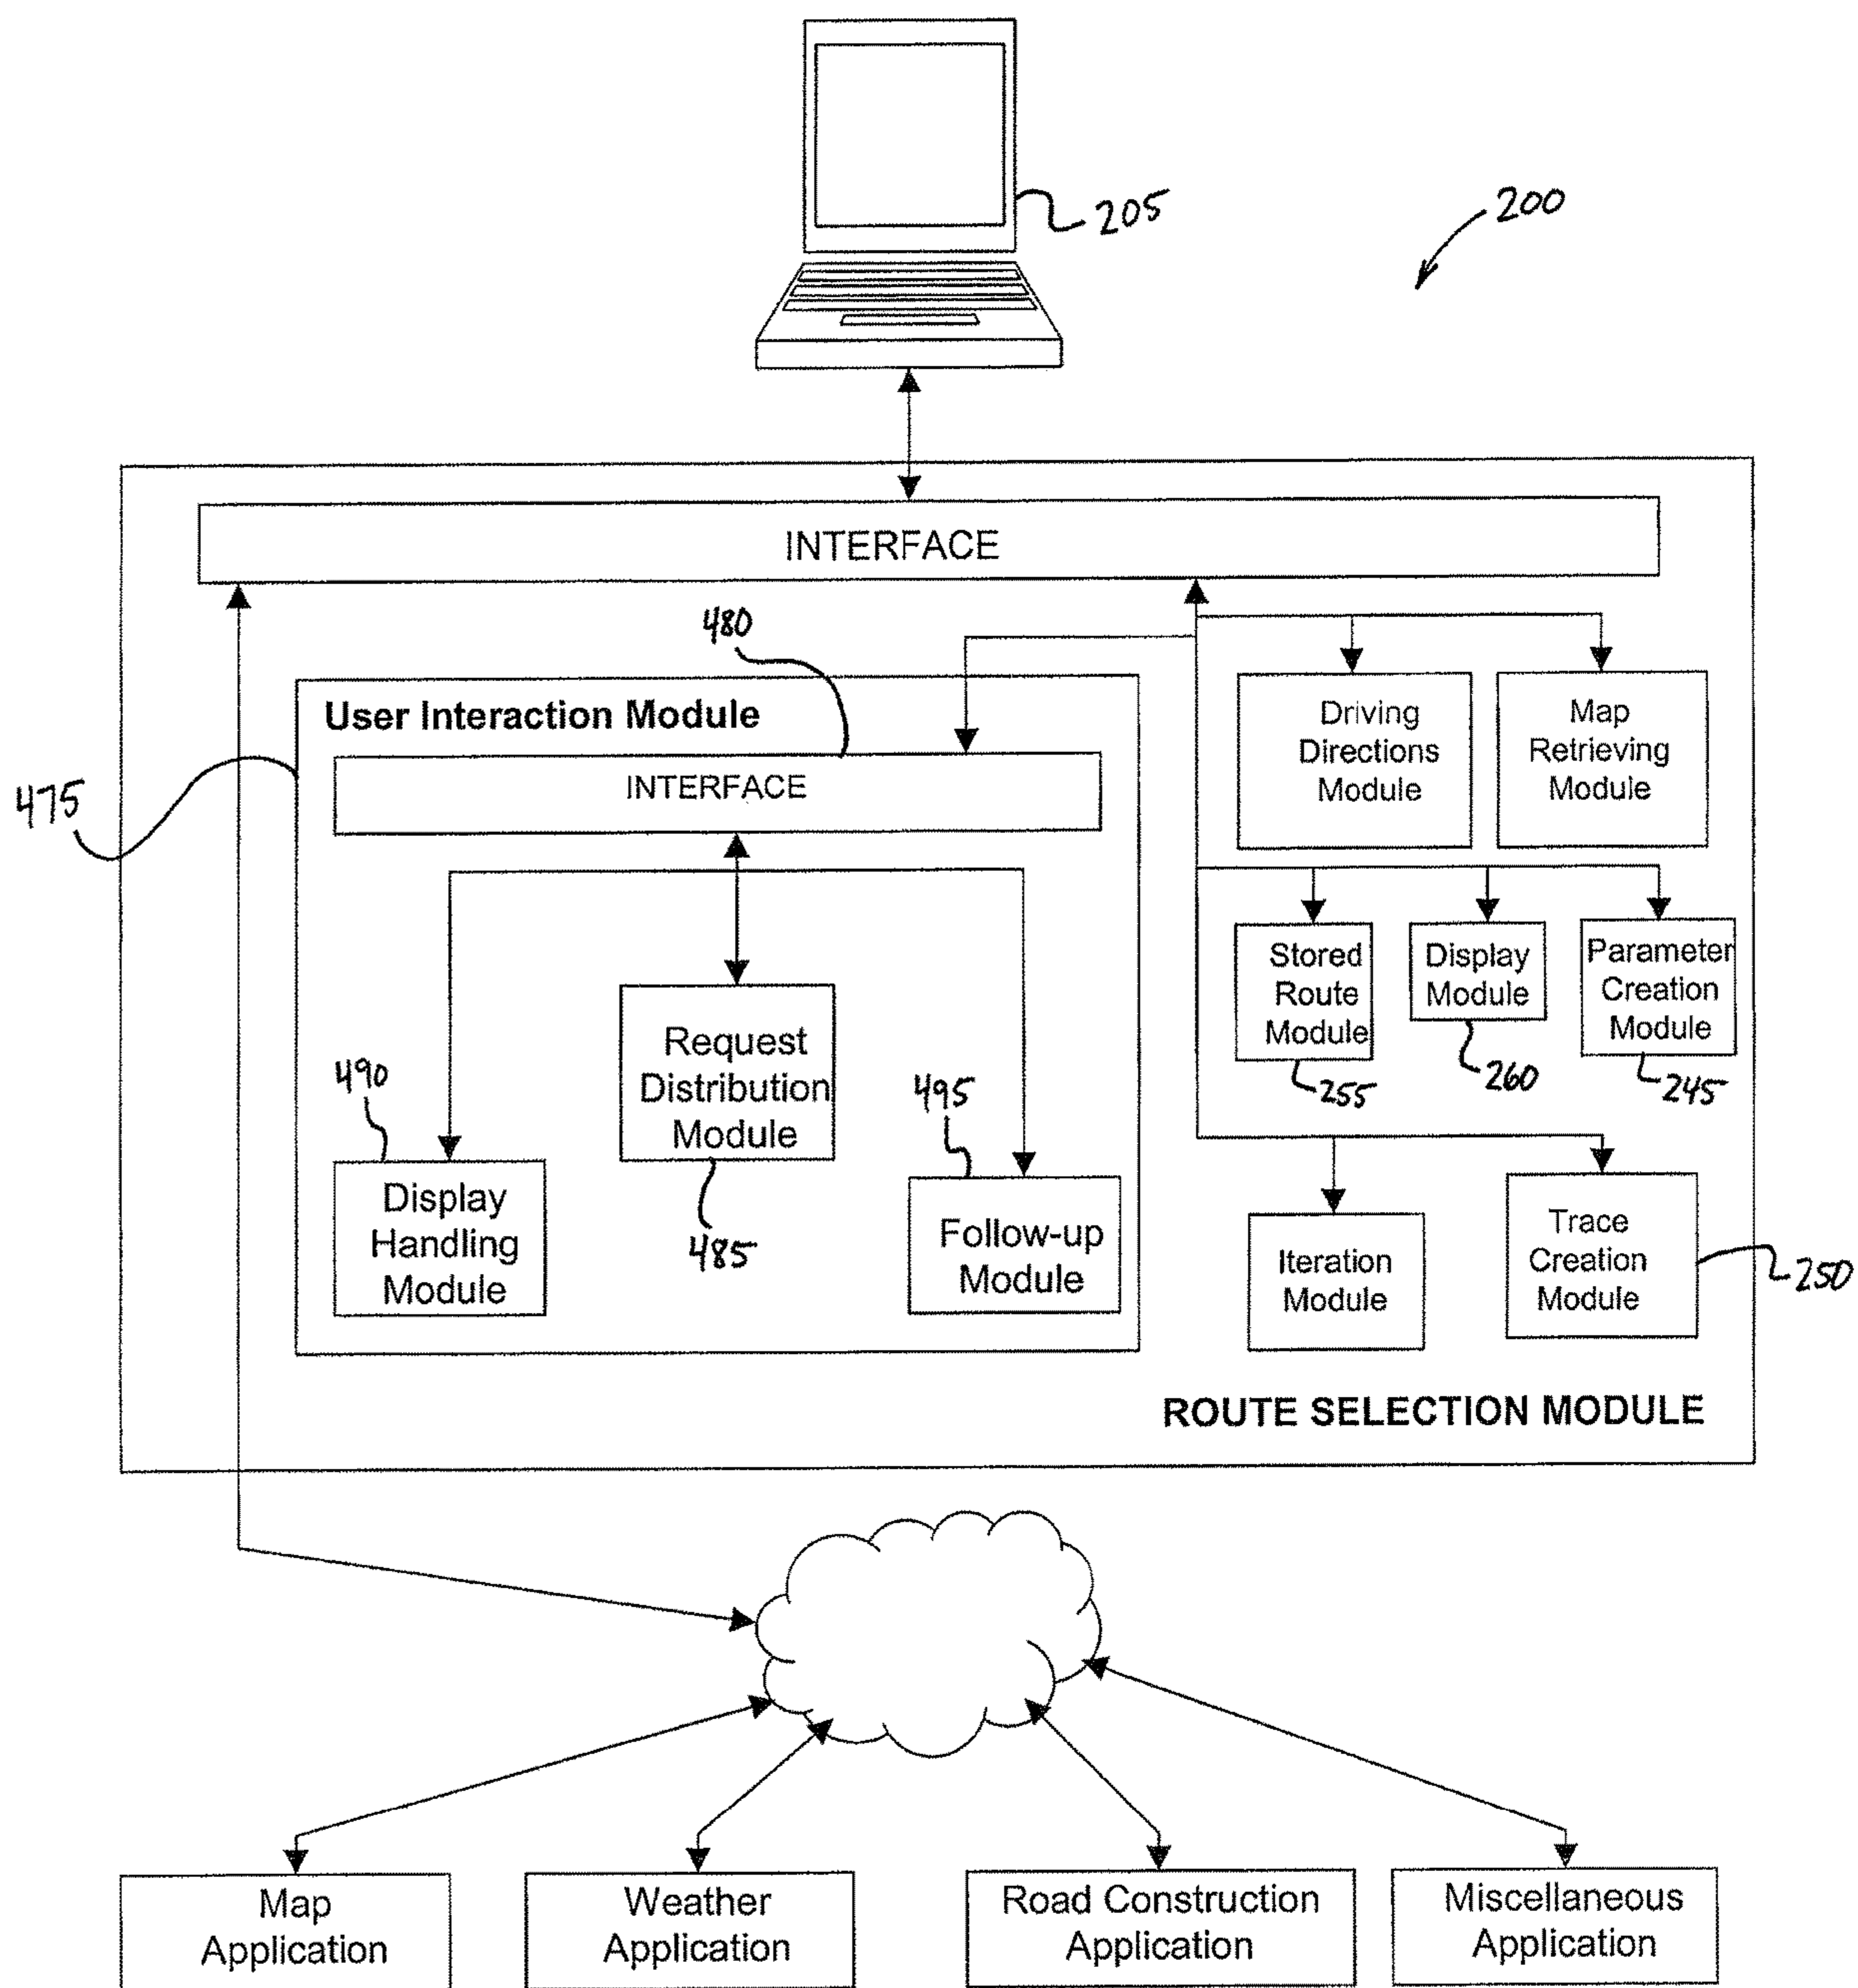 205
200
INTERFACE
480
User Interaction Module
INTERFACE
475
Driving
Directions
Module
Map
Retrieving
Module
Stored
Route
Module
255
Display
Module
260
Parameter
Creation
Module
245
Request
Distribution
Module
485
490
Display
Handling
Module
495
Follow-up
Module
Iteration
Module
Trace
Creation
Module
250
ROUTE SELECTION MODULE
Map
Application
Weather
Application
Road Construction
Application
Miscellaneous
Application